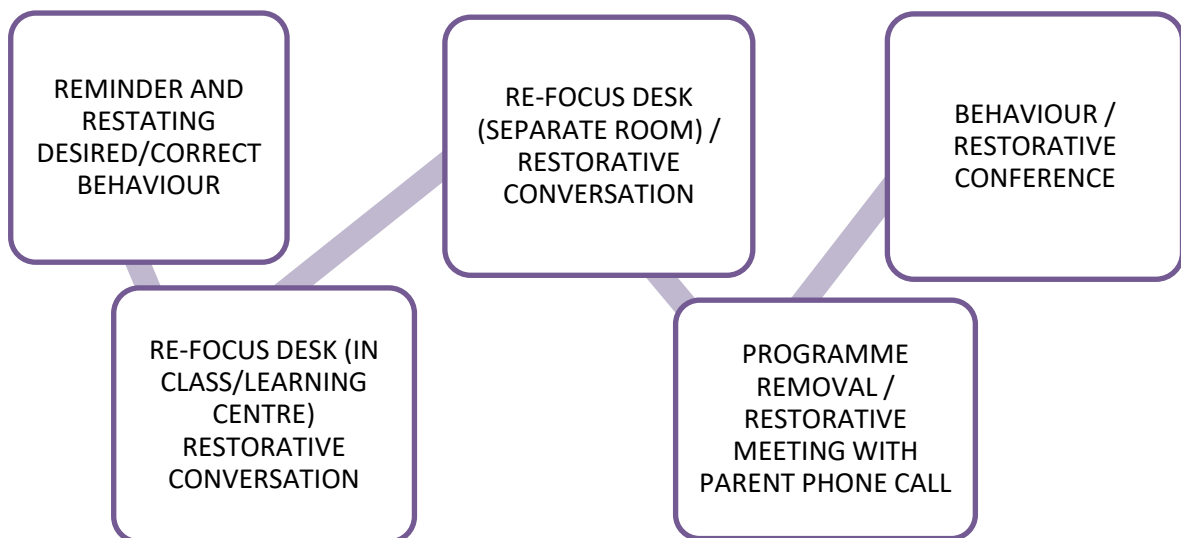 REMINDER AND
RESTATING
DESIRED/CORRECT
BEHAVIOUR
RE-FOCUS DESK (IN
CLASS/LEARNING
CENTRE)
RESTORATIVE
CONVERSATION
RE-FOCUS DESK
(SEPARATE ROOM) /
RESTORATIVE
CONVERSATION
PROGRAMME
REMOVAL /
RESTORATIVE
MEETING WITH
PARENT PHONE CALL
BEHAVIOUR /
RESTORATIVE
CONFERENCE